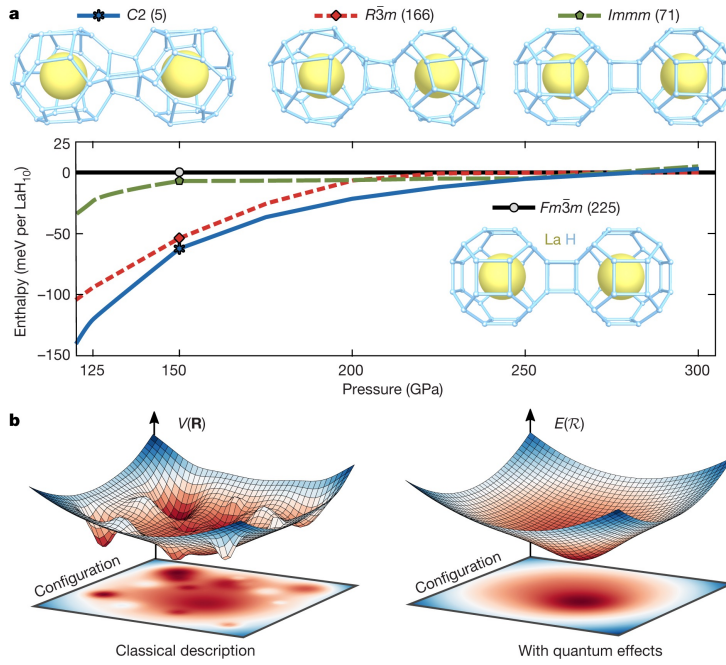 a
C2 (5)
R3̅m (166)
Immm (71)
Enthalpy (meV per LaH₁₀)
25
0
−50
−100
−150
Fm3̅m (225)
La H
125
150
200
250
300
Pressure (GPa)
b
V(R)
E(ℛ)
Configuration
Configuration
Classical description
With quantum effects